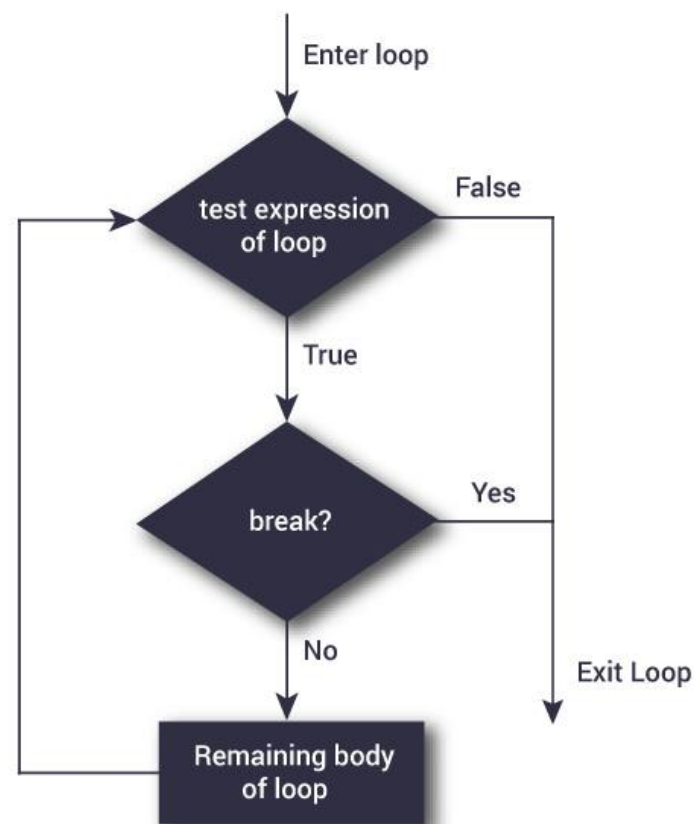 Enter loop
test expression
of loop
False
True
break?
Yes
No
Exit Loop
Remaining body
of loop